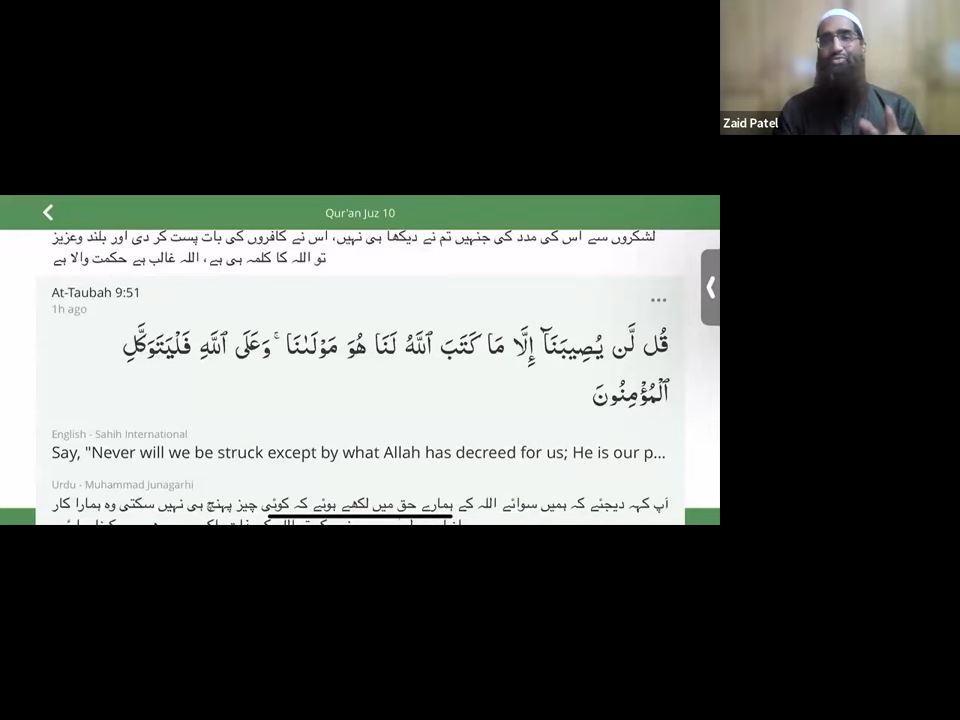 Zaid Patel
Qur'an Juz 10
لشکروں سے اس کی مدد کی جنہیں تم نے دیکھا ہی نہیں، اس نے کافروں کی بات پست کر دی اور بلند وعزیز
تو اللہ کا کلمہ ہی ہے، اللہ غالب ہے حکمت والا ہے
At-Taubah 9:51
1h ago
قُل لَّن يُصِيبَنَآ إِلَّا مَا كَتَبَ ٱللَّهُ لَنَا هُوَ مَوْلَىٰنَا ۚ وَعَلَى ٱللَّهِ فَلْيَتَوَكَّلِ
ٱلْمُؤْمِنُونَ
English - Sahih International
Say, "Never will we be struck except by what Allah has decreed for us; He is our p...
Urdu - Muhammad Junagarhi
آپ کہہ دیجئے کہ ہمیں سوائے اللہ کے ہمارے حق میں لکھے ہوئے کہ کوئی چیز پہنچ ہی نہیں سکتی وہ ہمارا کار